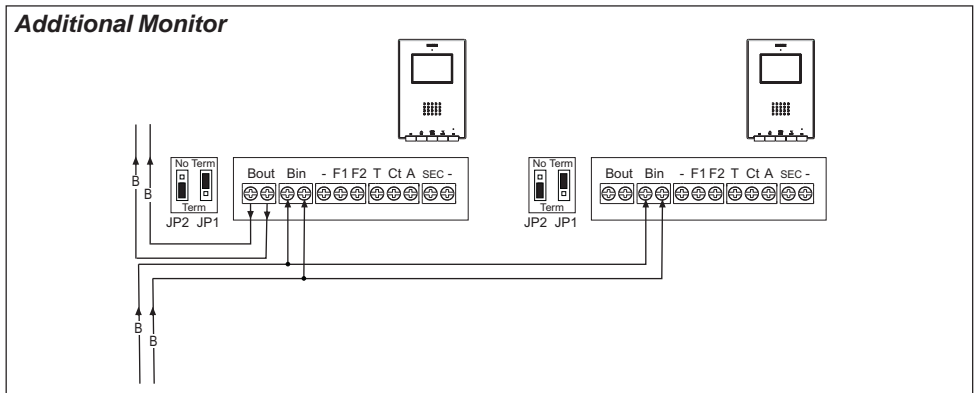 Additional Monitor
No Term
Term
JP2 JP1
Bout Bin - F1 F2 T Ct A SEC -
No Term
Term
JP2 JP1
Bout Bin - F1 F2 T Ct A SEC -
B
B
B
B